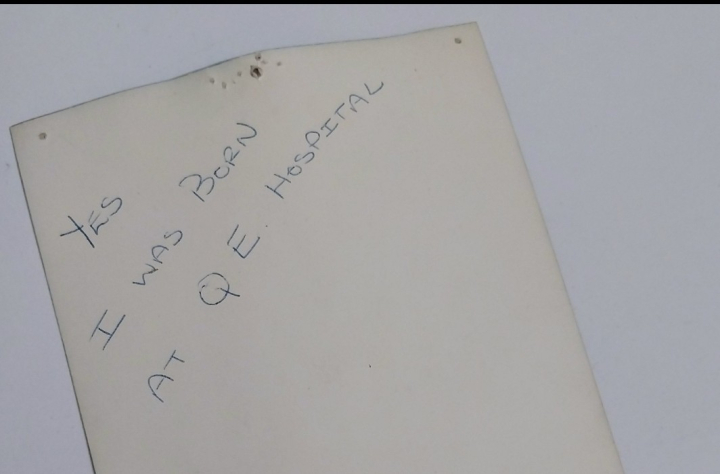 YES
I WAS BORN
AT Q E. HOSPITAL